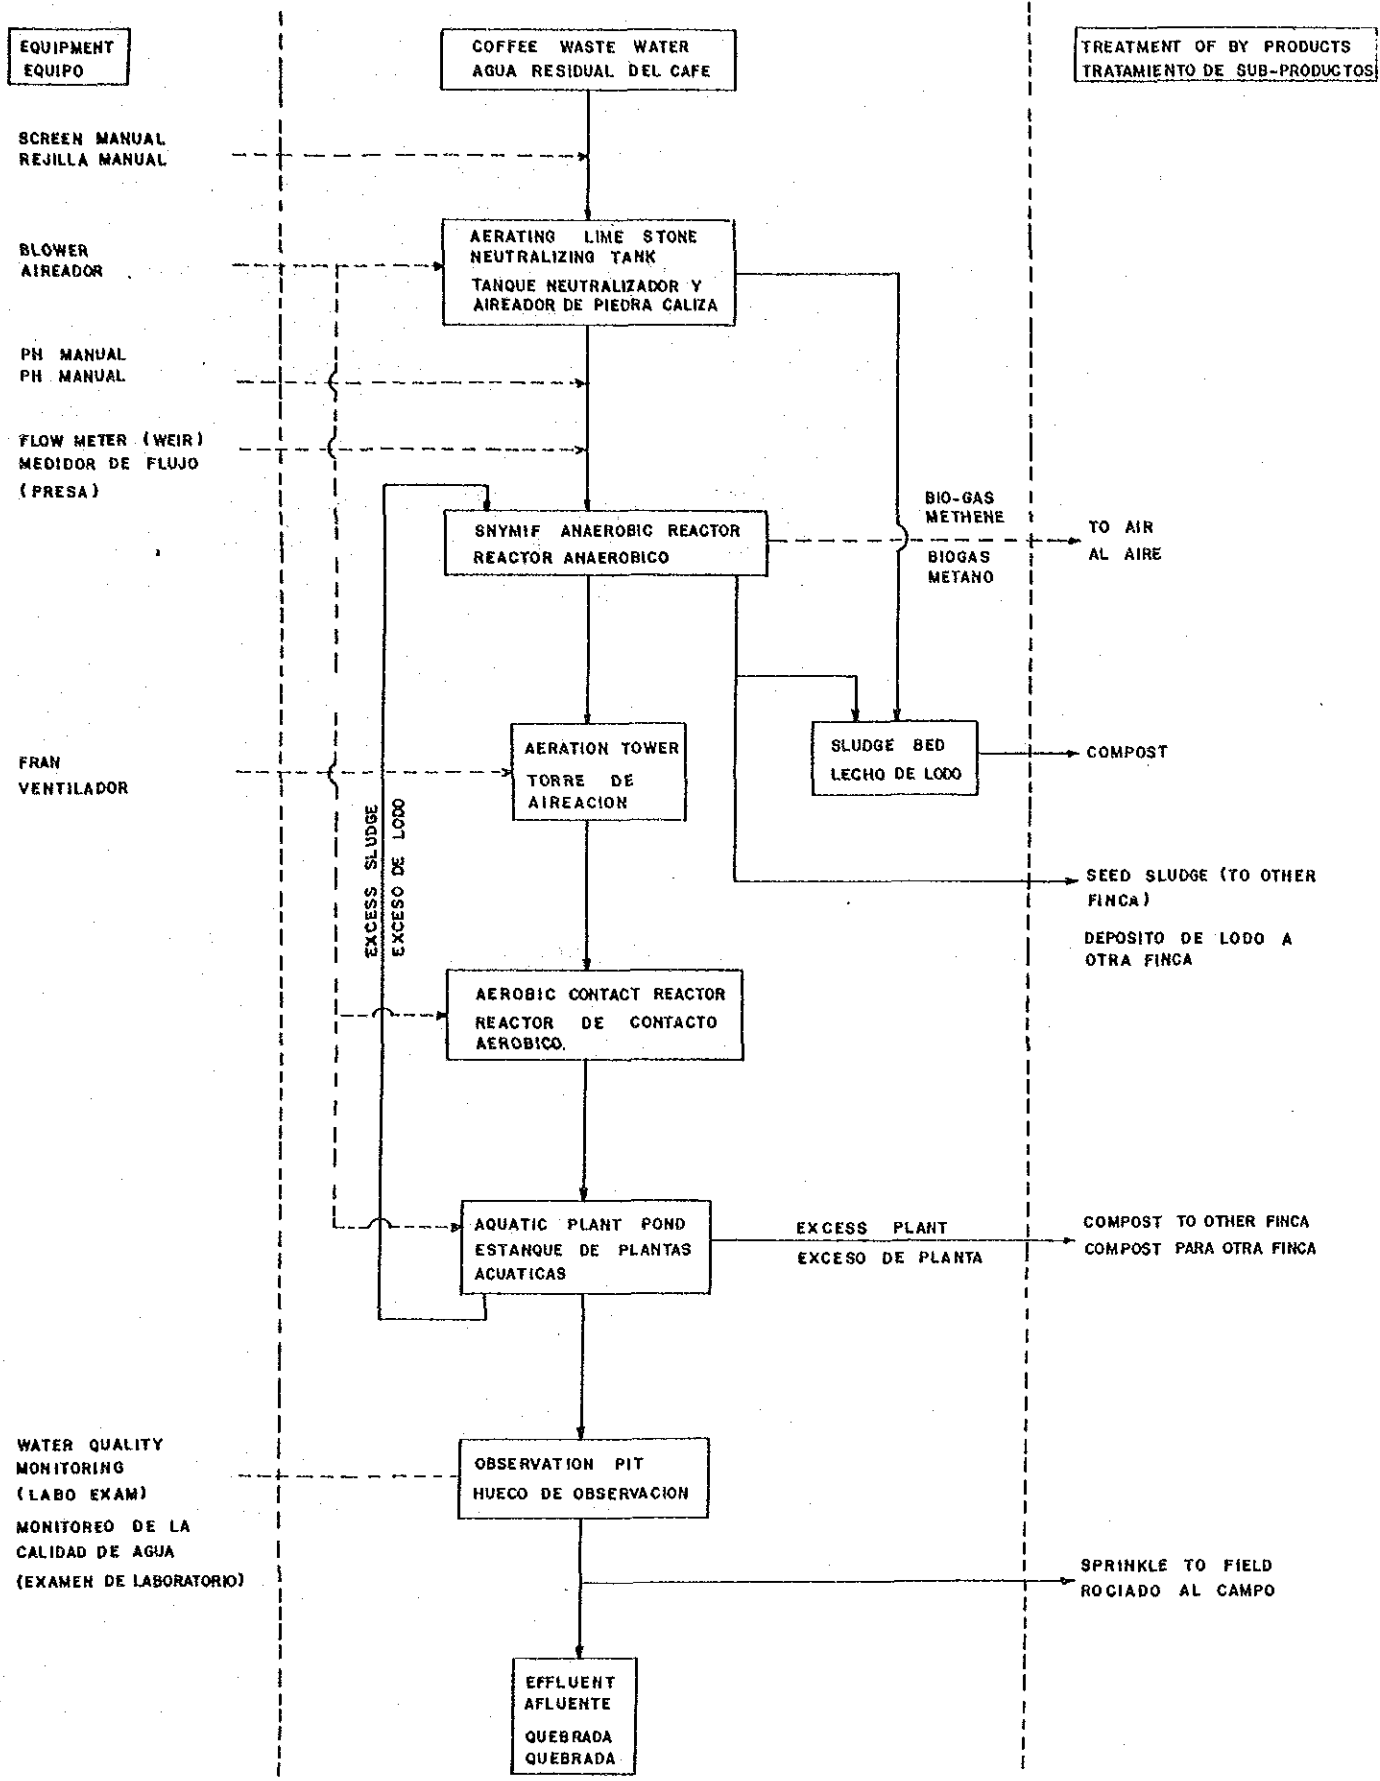 EQUIPMENT
EQUIPO
COFFEE WASTE WATER
AGUA RESIDUAL DEL CAFE
TREATMENT OF BY PRODUCTS
TRATAMIENTO DE SUB-PRODUCTOS
SCREEN MANUAL
REJILLA MANUAL
BLOWER
AIREADOR
AERATING LIME STONE
NEUTRALIZING TANK
TANQUE NEUTRALIZADOR Y
AIREADOR DE PIEDRA CALIZA
PH MANUAL
PH MANUAL
FLOW METER (WEIR)
MEDIDOR DE FLUJO
(PRESA)
SNYMIF ANAEROBIC REACTOR
REACTOR ANAEROBICO
BIO-GAS
METHENE
BIOGAS
METANO
TO AIR
AL AIRE
FRAN
VENTILADOR
AERATION TOWER
TORRE DE
AIREACION
SLUDGE BED
LECHO DE LODO
COMPOST
EXCESS SLUDGE
EXCESO DE LODO
SEED SLUDGE (TO OTHER
FINCA)
DEPOSITO DE LODO A
OTRA FINCA
AEROBIC CONTACT REACTOR
REACTOR DE CONTACTO
AEROBICO.
AQUATIC PLANT POND
ESTANQUE DE PLANTAS
ACUATICAS
EXCESS PLANT
EXCESO DE PLANTA
COMPOST TO OTHER FINCA
COMPOST PARA OTRA FINCA
WATER QUALITY
MONITORING
(LABO EXAM)
MONITOREO DE LA
CALIDAD DE AGUA
(EXAMEN DE LABORATORIO)
OBSERVATION PIT
HUECO DE OBSERVACION
SPRINKLE TO FIELD
ROCIADO AL CAMPO
EFFLUENT
AFLUENTE
QUEBRADA
QUEBRADA